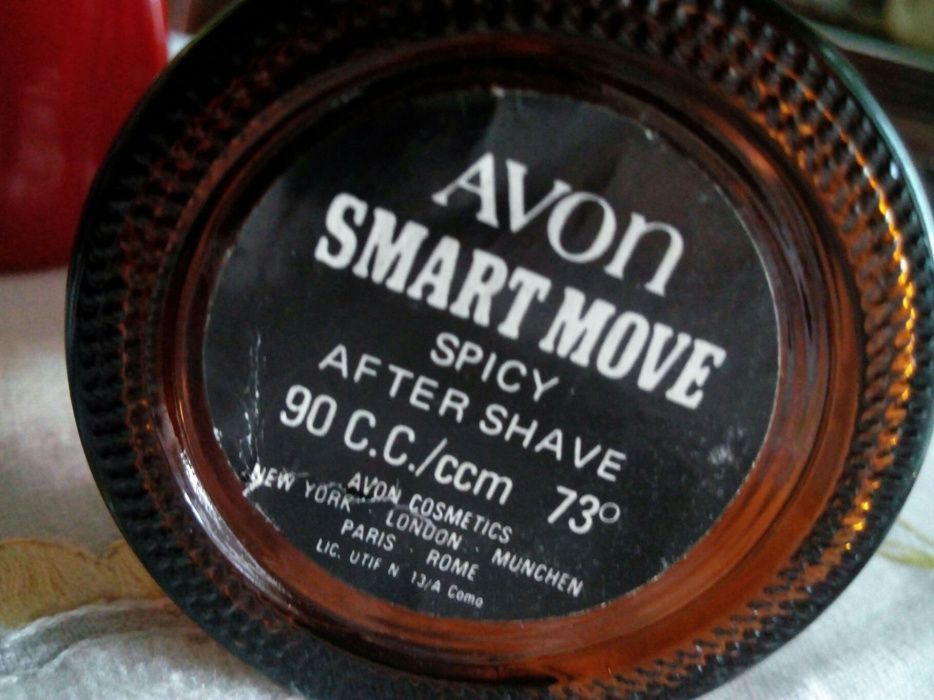 AVON
SMART MOVE
SPICY
AFTER SHAVE
90 C.C./ccm 73°
AVON COSMETICS
NEW YORK · LONDON · MUNCHEN
PARIS · ROME
LIC. UTIF N 13/A Como